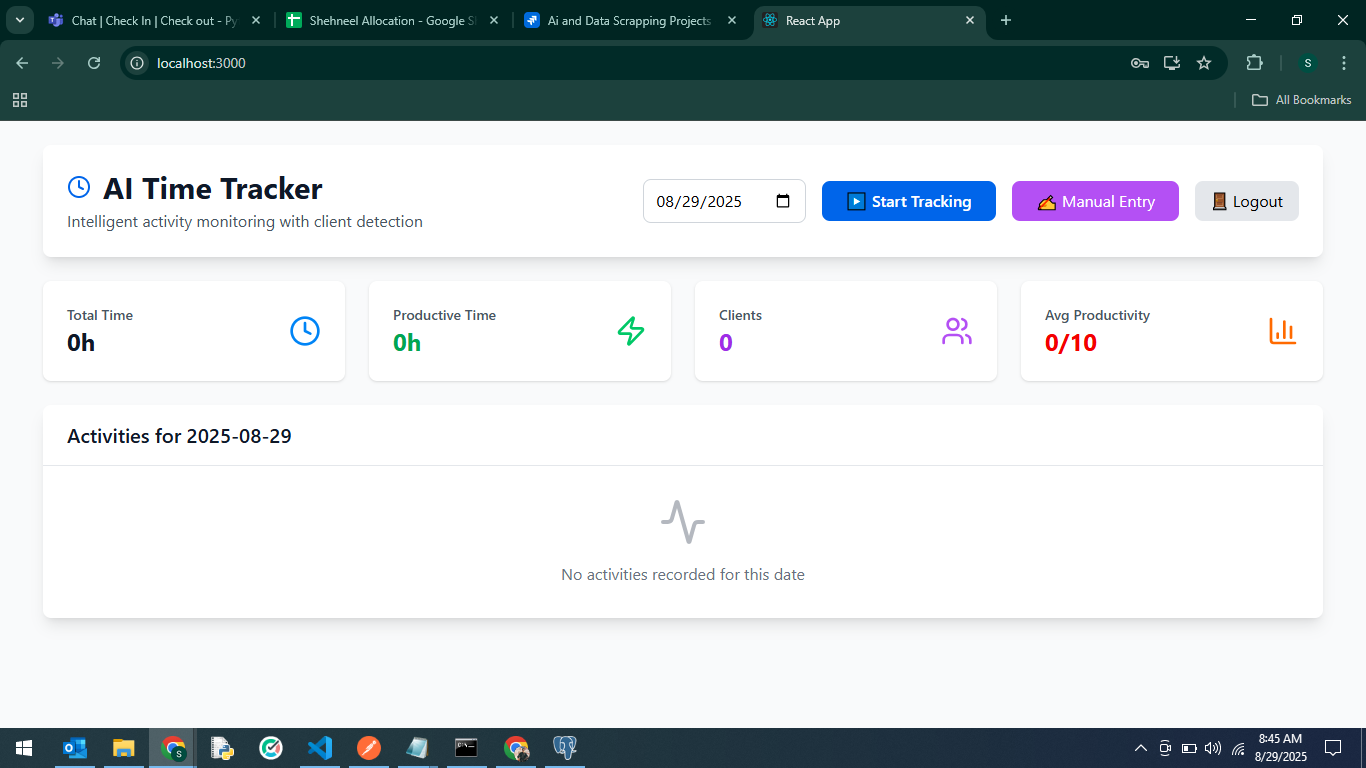 Chat | Check In | Check out - Py
Shehneel Allocation - Google S
Ai and Data Scrapping Projects
React App
localhost:3000
S
All Bookmarks
AI Time Tracker
Intelligent activity monitoring with client detection
08/29/2025
Start Tracking
Manual Entry
Logout
Total Time
0h
Productive Time
0h
Clients
0
Avg Productivity
0/10
Activities for 2025-08-29
No activities recorded for this date
S
8:45 AM
8/29/2025